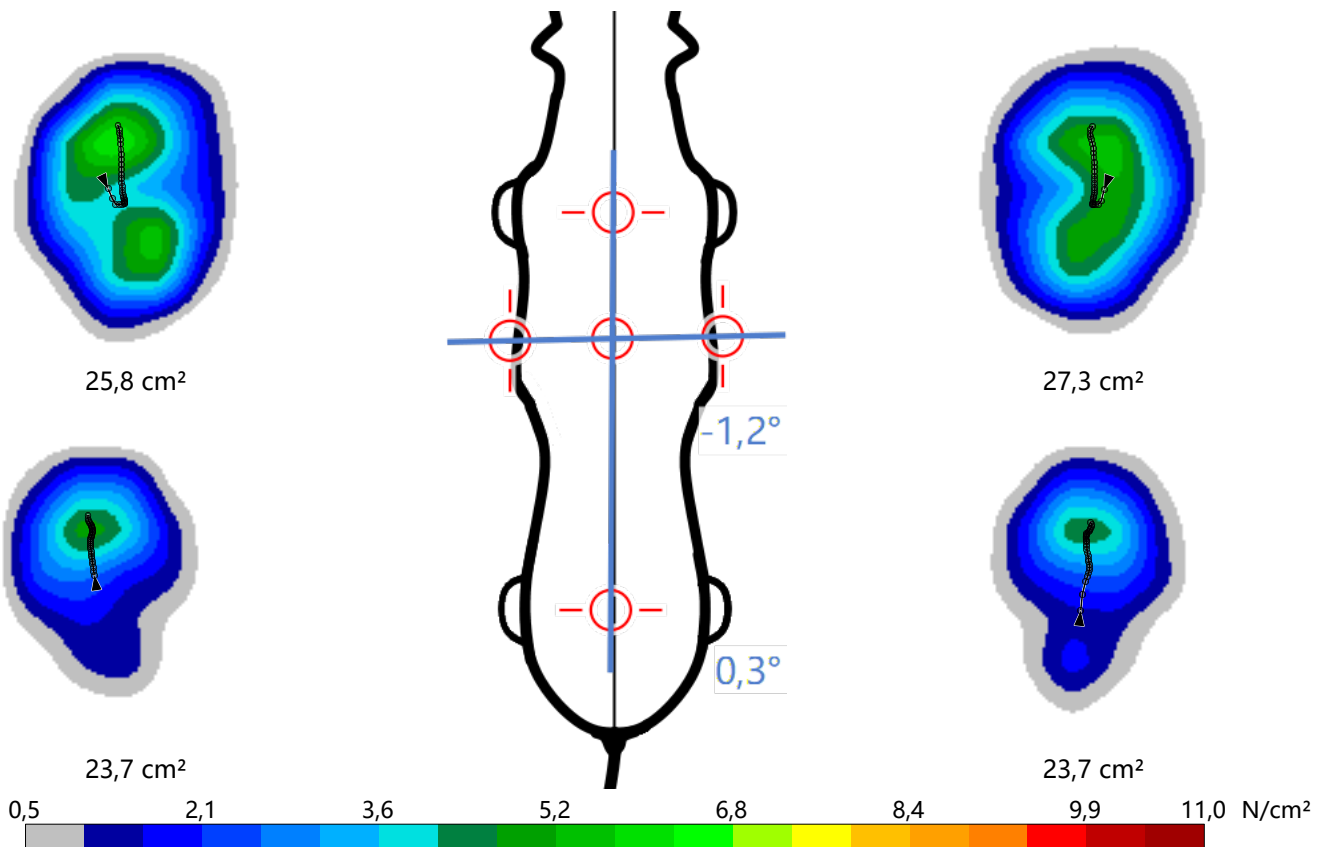 25,8 cm²
27,3 cm²
-1,2°
0,3°
23,7 cm²
23,7 cm²
0,5 2,1 3,6 5,2 6,8 8,4 9,9 11,0 N/cm²